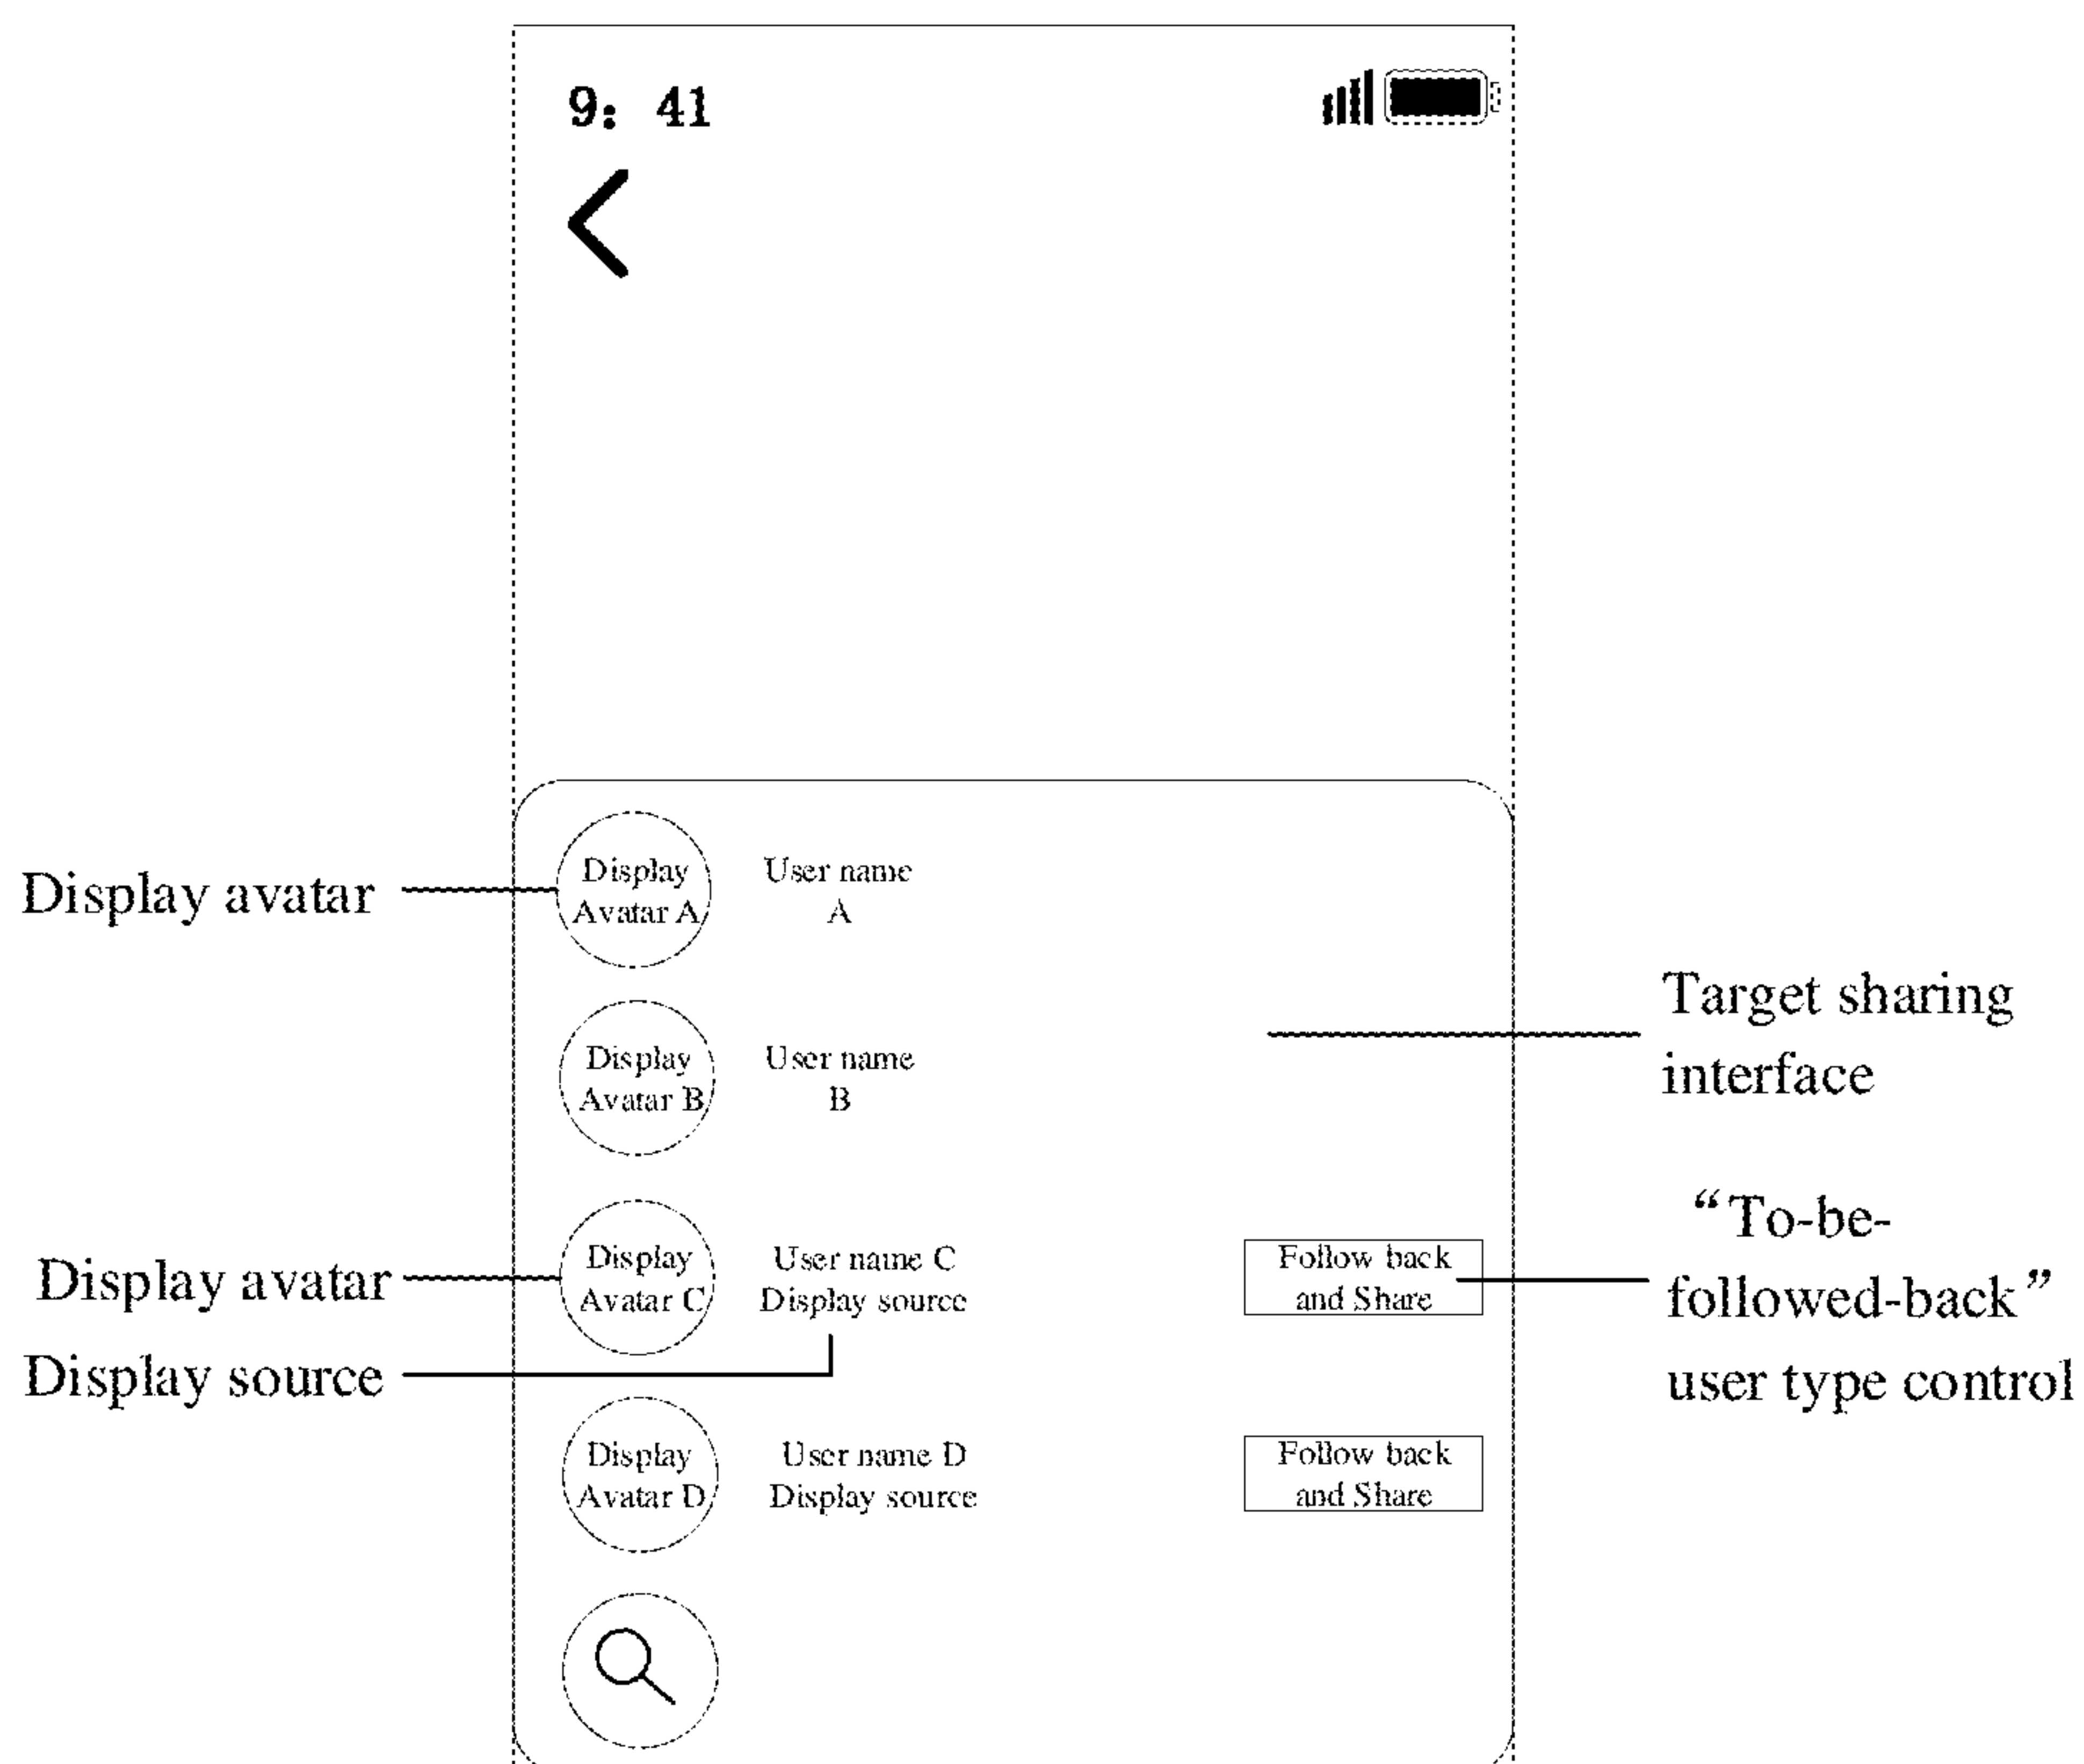 9: 41
Display avatar
Display
Avatar A
User name
A
Target sharing
interface
Display
Avatar B
User name
B
Display avatar
Display
Avatar C
User name C
Display source
Follow back
and Share
“To-be-
followed-back”
user type control
Display source
Display
Avatar D
User name D
Display source
Follow back
and Share